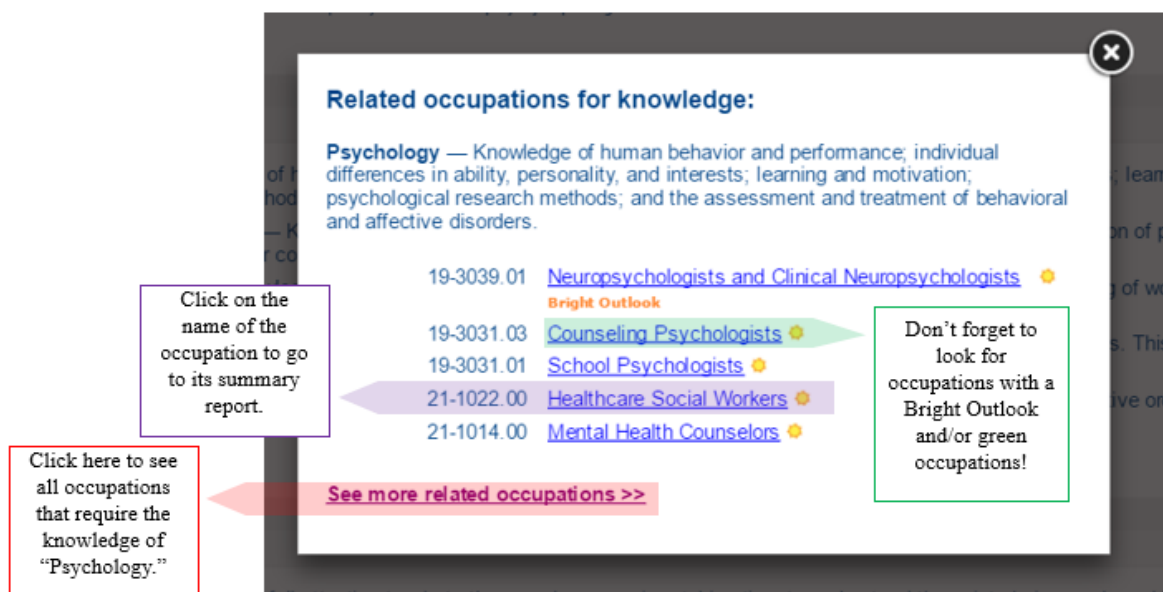 Related occupations for knowledge:
Psychology — Knowledge of human behavior and performance; individual
differences in ability, personality, and interests; learning and motivation;
psychological research methods; and the assessment and treatment of behavioral
and affective disorders.
19-3039.01 Neuropsychologists and Clinical Neuropsychologists
Bright Outlook
19-3031.03 Counseling Psychologists
19-3031.01 School Psychologists
21-1022.00 Healthcare Social Workers
21-1014.00 Mental Health Counselors
See more related occupations >>
Click on the
name of the
occupation to go
to its summary
report.
Don't forget to
look for
occupations with a
Bright Outlook
and/or green
occupations!
Click here to see
all occupations
that require the
knowledge of
“Psychology.”